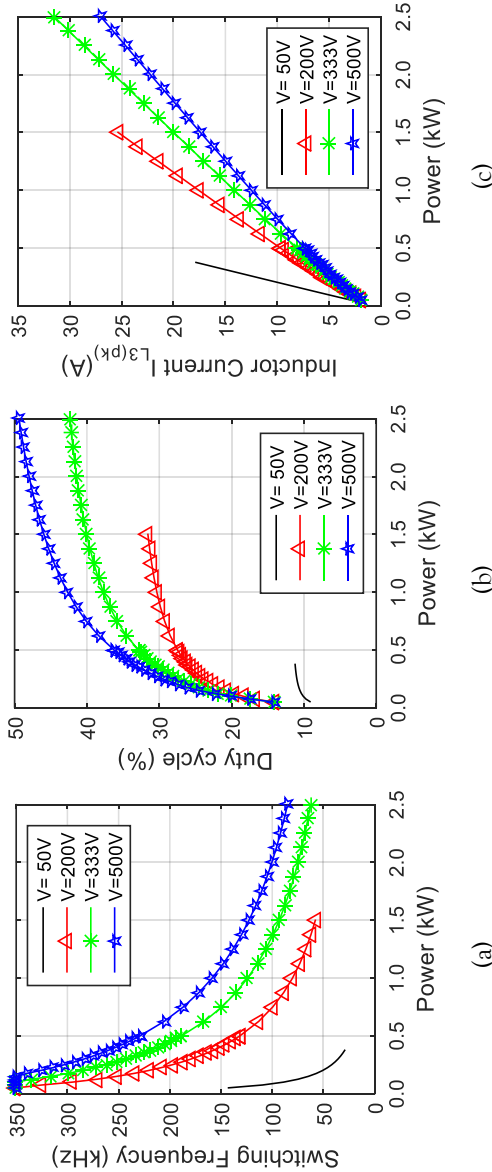 350
300
250
200
150
100
50
0
Switching Frequency (kHz)
0.0 0.5 1.0 1.5 2.0 2.5
Power (kW)
V= 50V
V=200V
V=333V
V=500V
(a)
50
40
30
20
10
0
Duty cycle (%)
0.0 0.5 1.0 1.5 2.0 2.5
Power (kW)
V= 50V
V=200V
V=333V
V=500V
(b)
35
30
25
20
15
10
5
0
Inductor Current I L3(pk) (A)
0.0 0.5 1.0 1.5 2.0 2.5
Power (kW)
V= 50V
V=200V
V=333V
V=500V
(c)